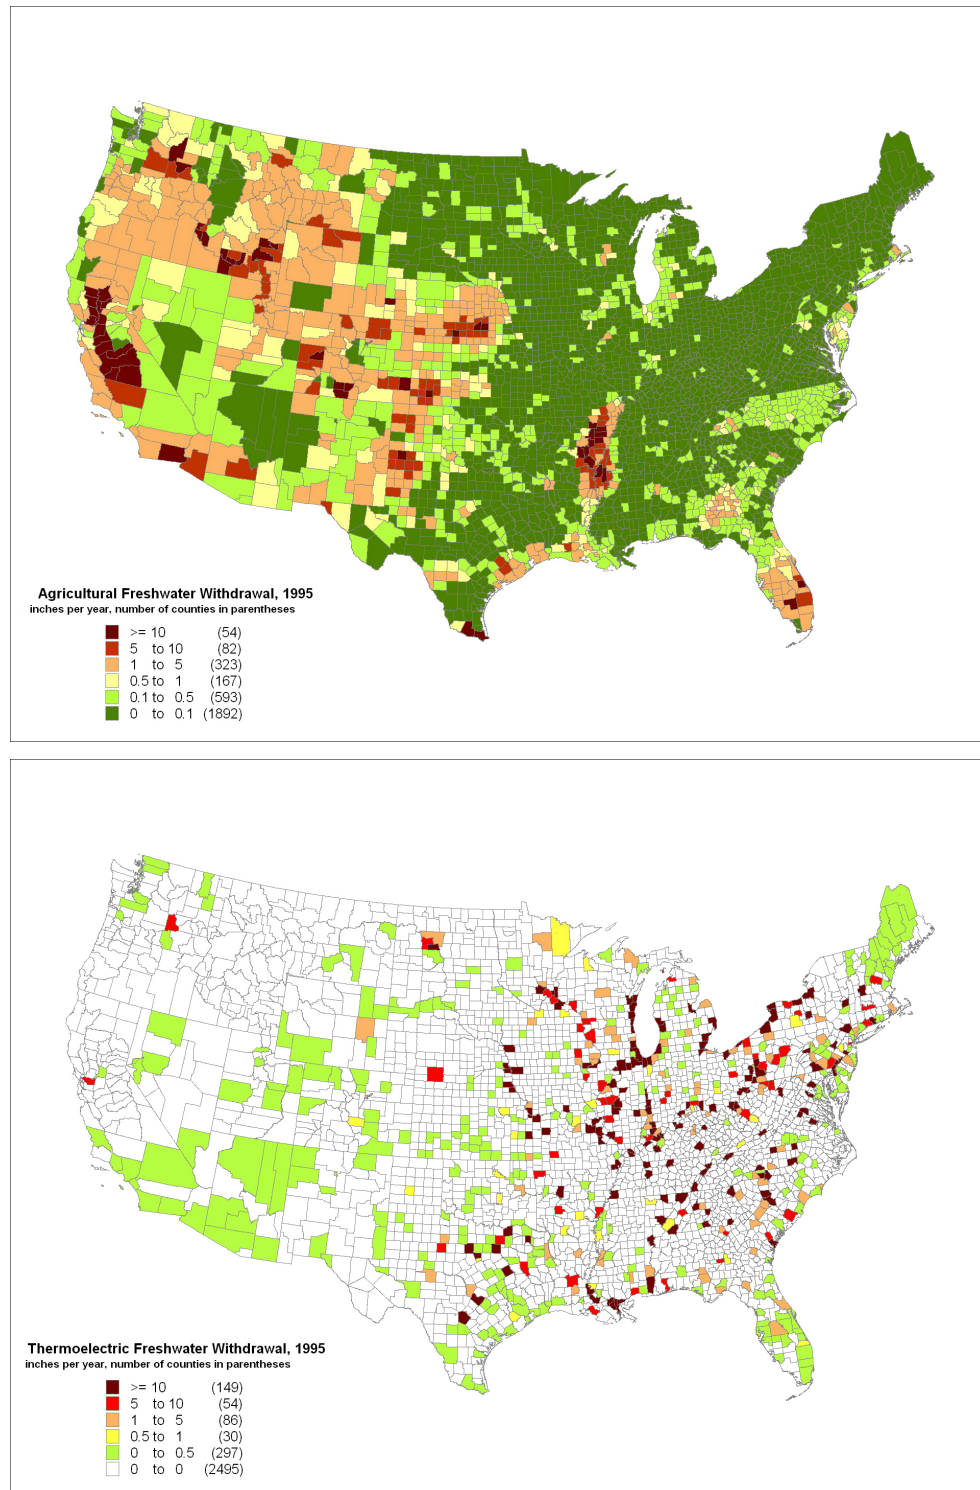 Agricultural Freshwater Withdrawal, 1995
inches per year, number of counties in parentheses
>= 10 (54)
5 to 10 (82)
1 to 5 (323)
0.5 to 1 (167)
0.1 to 0.5 (593)
0 to 0.1 (1892)
Thermoelectric Freshwater Withdrawal, 1995
inches per year, number of counties in parentheses
>= 10 (149)
5 to 10 (54)
1 to 5 (86)
0.5 to 1 (30)
0 to 0.5 (297)
0 to 0 (2495)